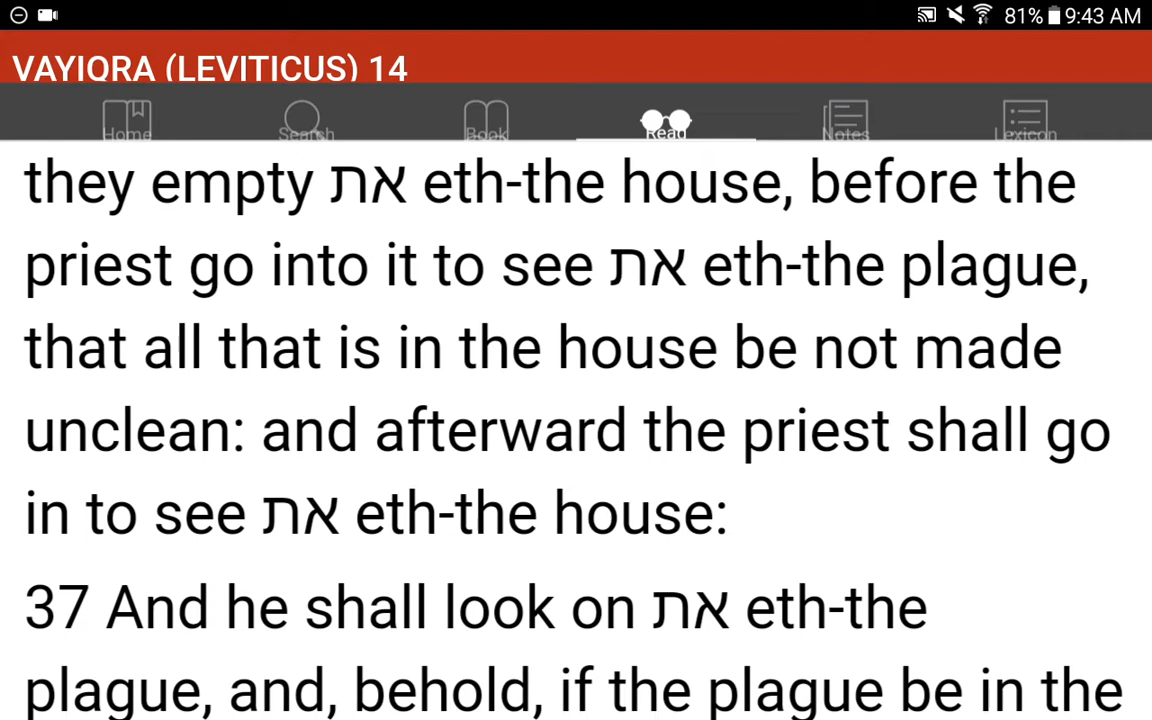 81% 9:43 AM
VAYIQRA (LEVITICUS) 14
Home Search Book Read Notes Lexicon
they empty את eth-the house, before the
priest go into it to see את eth-the plague,
that all that is in the house be not made
unclean: and afterward the priest shall go
in to see את eth-the house:
37 And he shall look on את eth-the
plague, and, behold, if the plague be in the